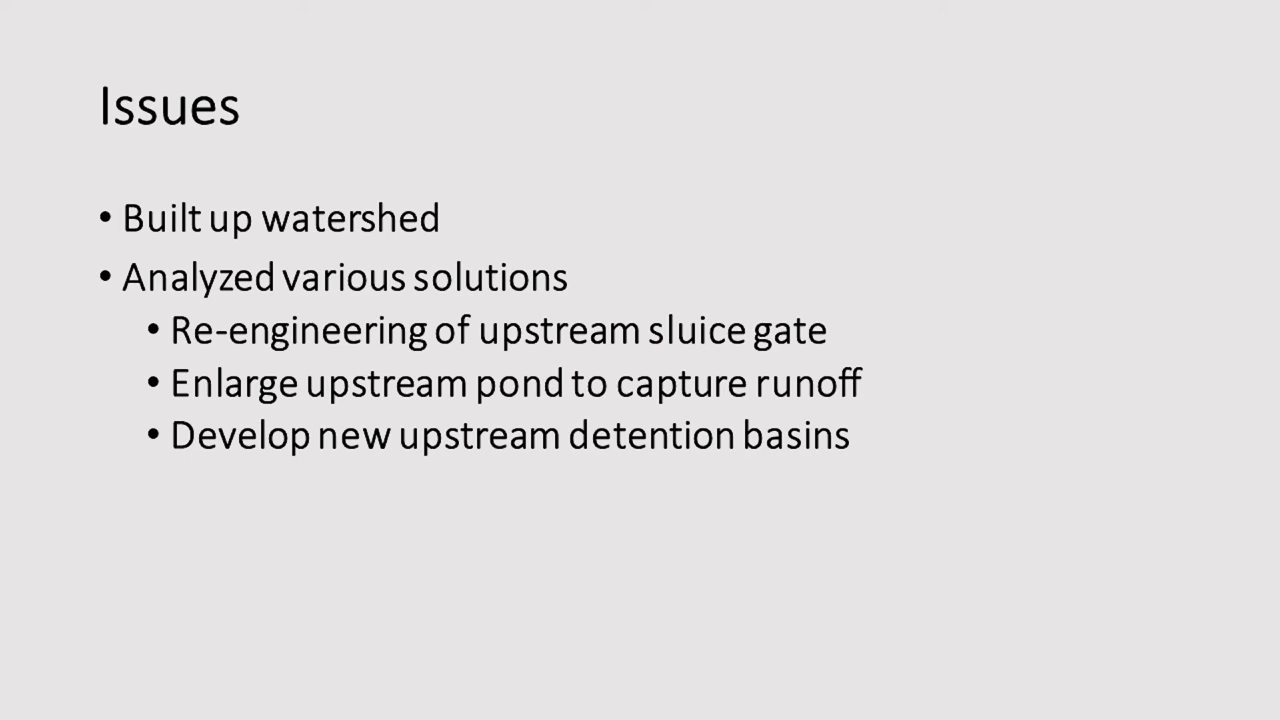 Issues
• Built up watershed
• Analyzed various solutions
• Re-engineering of upstream sluice gate
• Enlarge upstream pond to capture runoff
• Develop new upstream detention basins